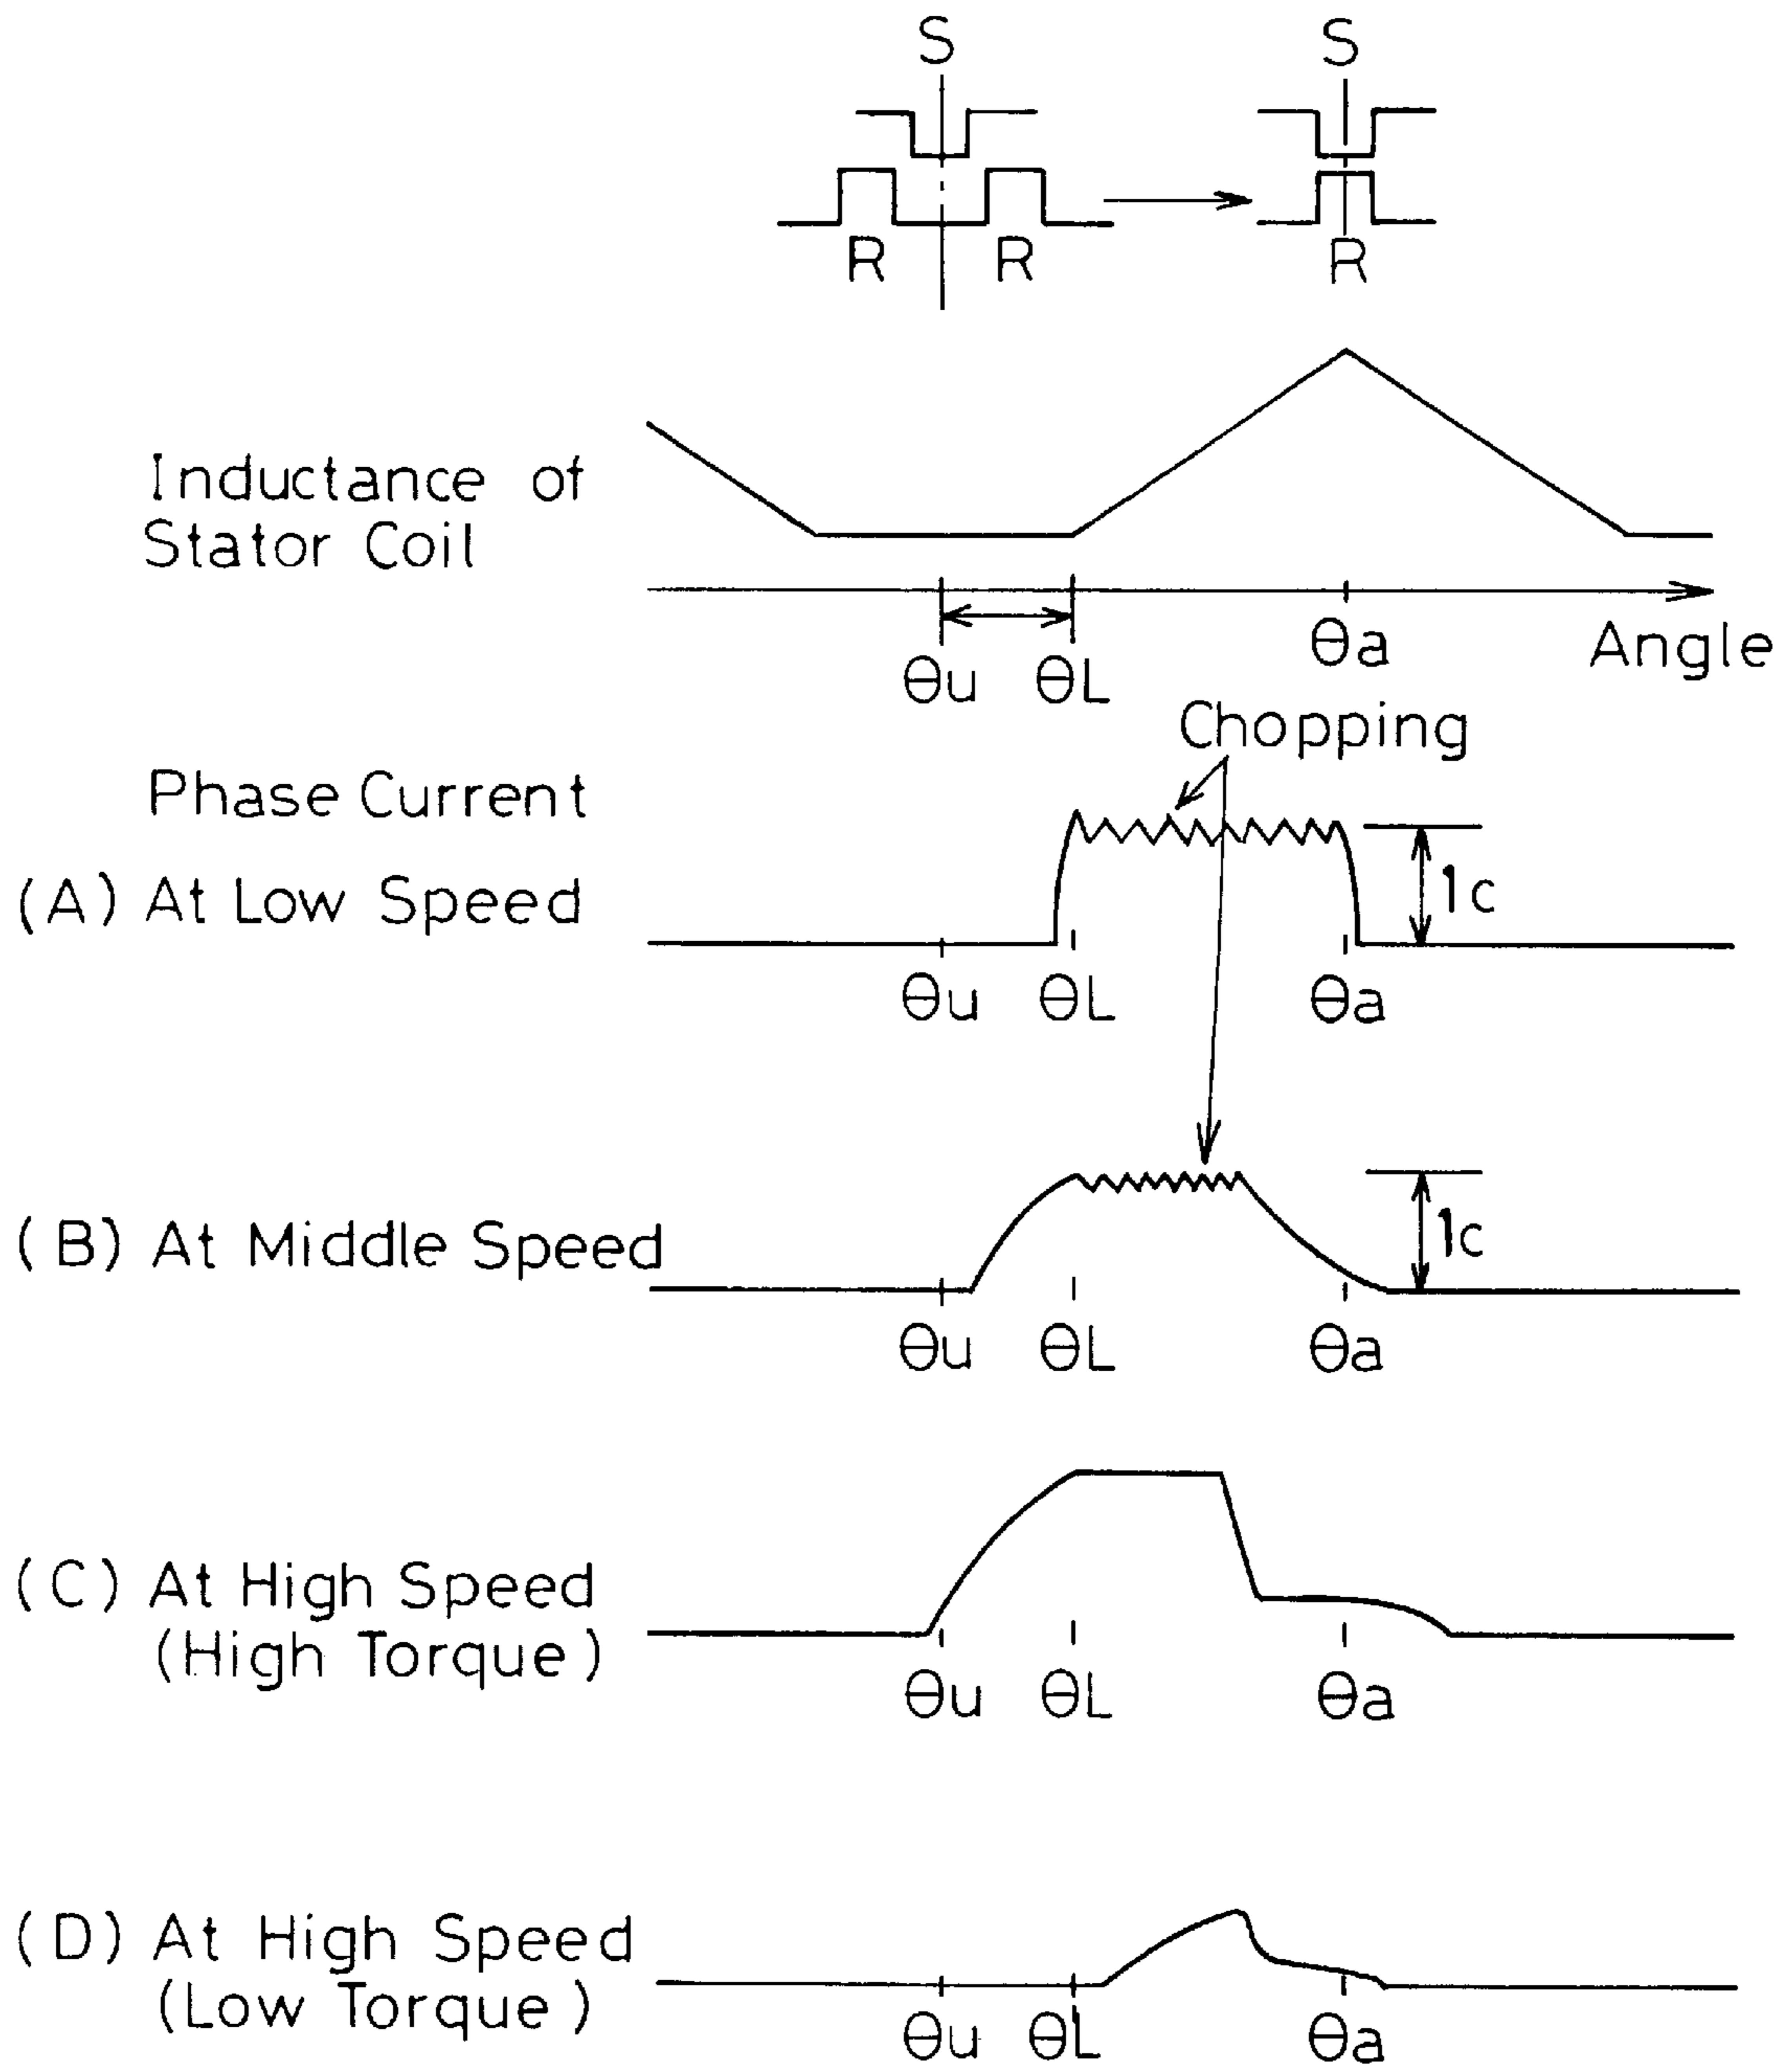 S
S
R
R
R
Inductance of
Stator Coil
θu
θL
θa
Angle
Chopping
Phase Current
(A) At Low Speed
Ic
θu
θL
θa
(B) At Middle Speed
Ic
θu
θL
θa
(C) At High Speed
(High Torque)
θu
θL
θa
(D) At High Speed
(Low Torque)
θu
θL
θa